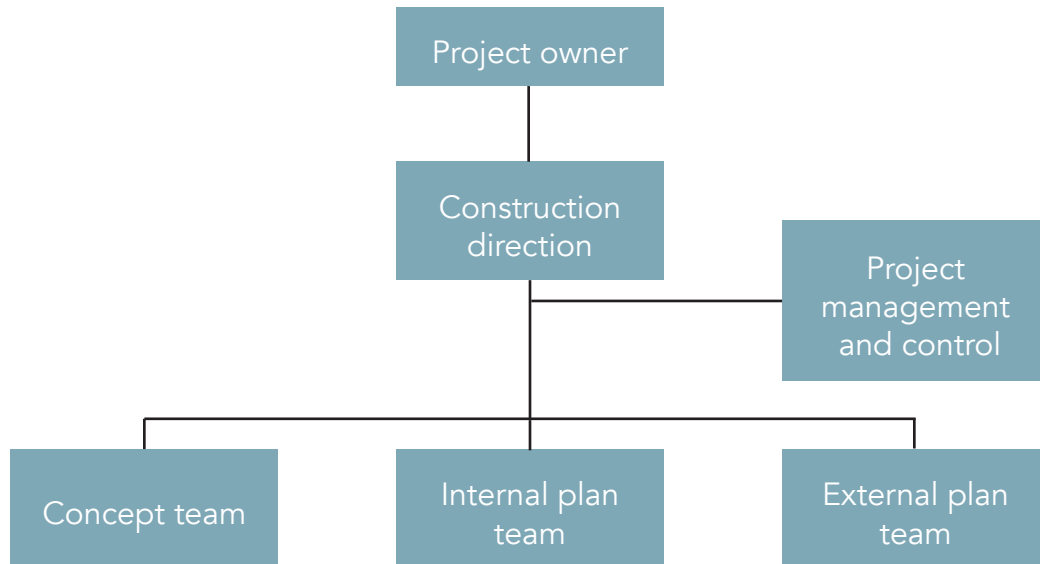 Project owner
Construction
direction
Project
management
and control
Concept team
Internal plan
team
External plan
team